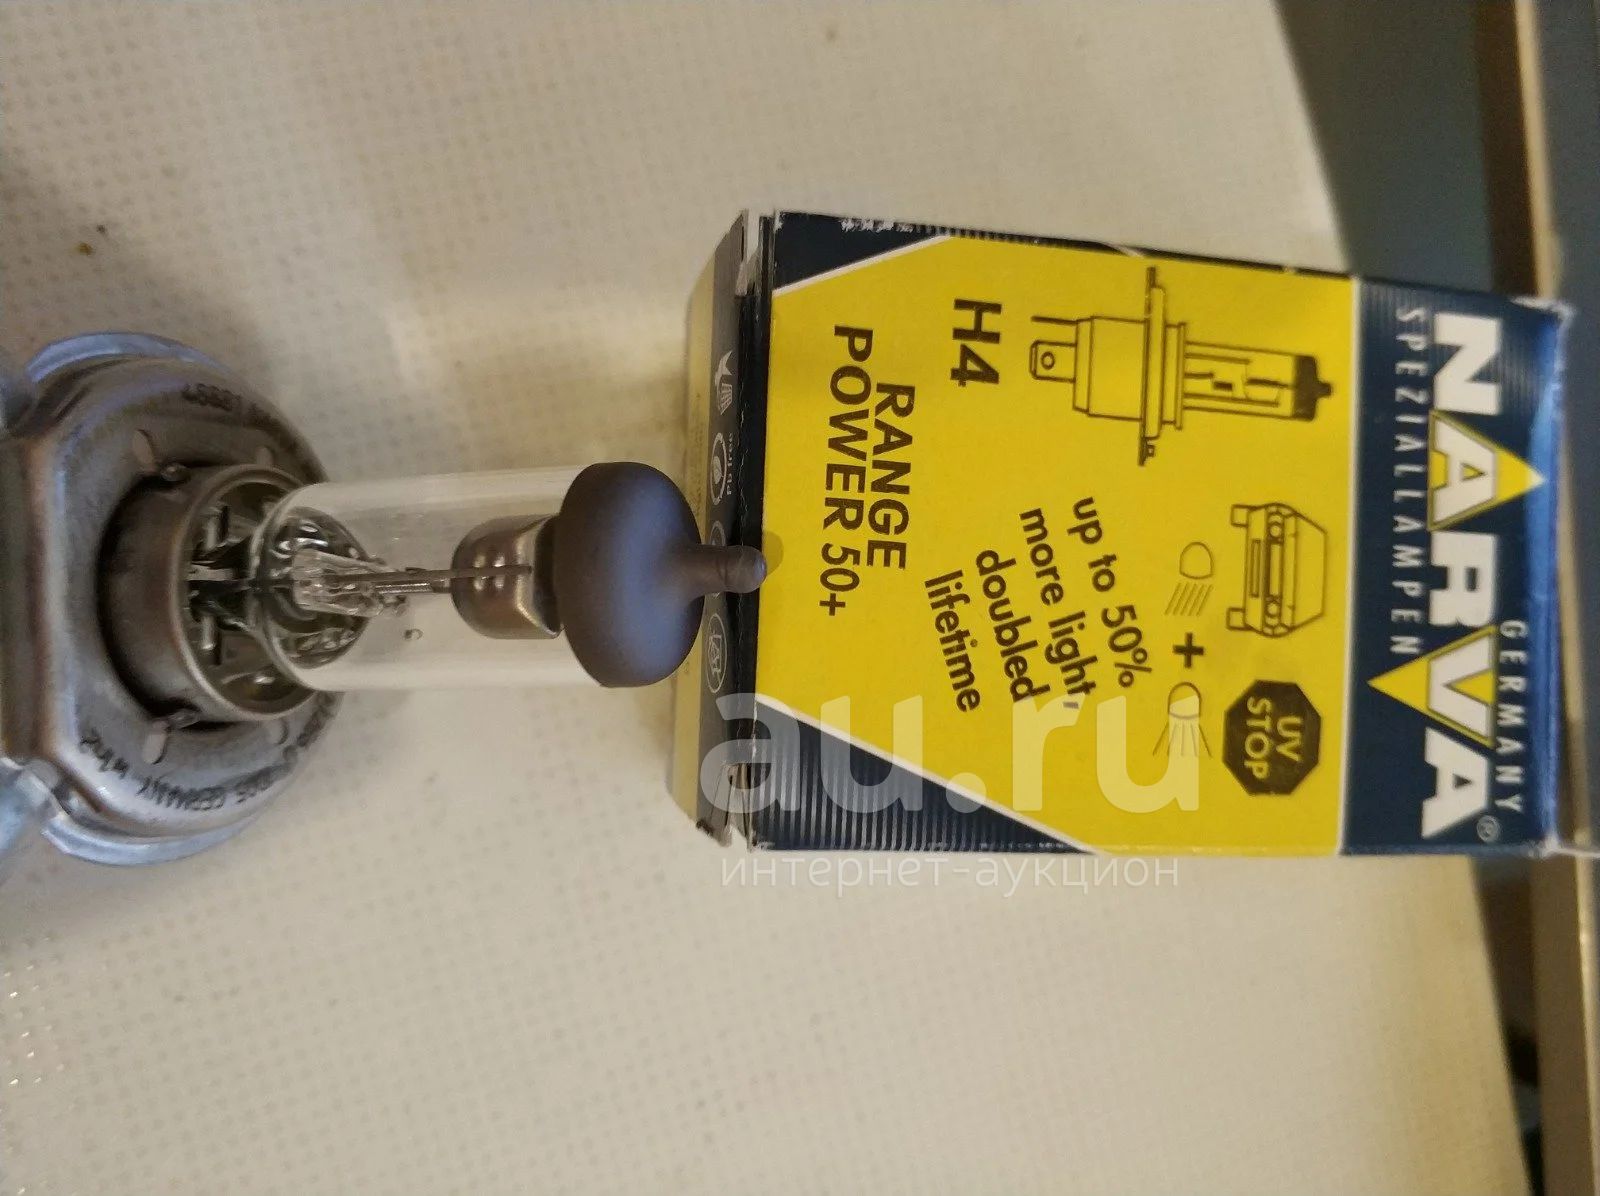 NARVA®
GERMANY
SPEZIALLAMPEN
UV
STOP
+
up to 50%
more light,
doubled
lifetime
H4
RANGE
POWER 50+
GERMANY
au.ru
интернет-аукцион